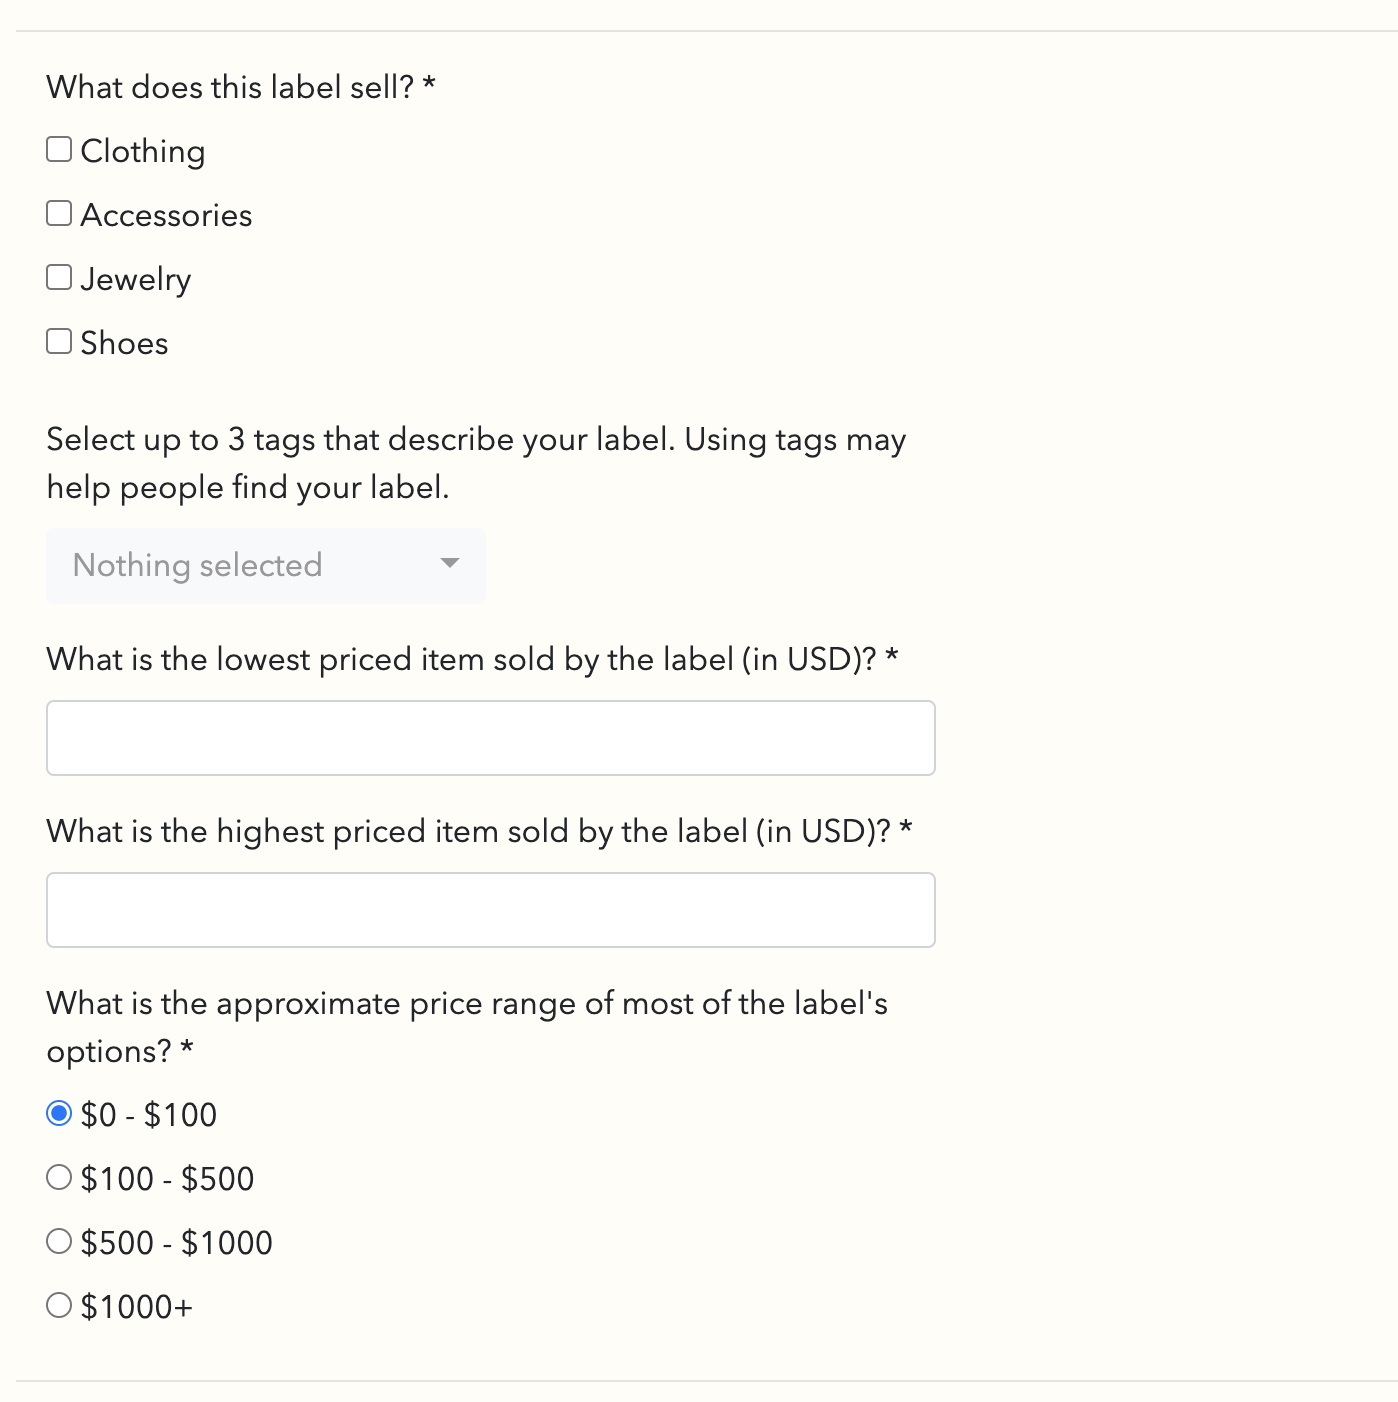 What does this label sell? *
Clothing
Accessories
Jewelry
Shoes
Select up to 3 tags that describe your label. Using tags may
help people find your label.
Nothing selected
What is the lowest priced item sold by the label (in USD)? *
What is the highest priced item sold by the label (in USD)? *
What is the approximate price range of most of the label's
options? *
$0 - $100
$100 - $500
$500 - $1000
$1000+